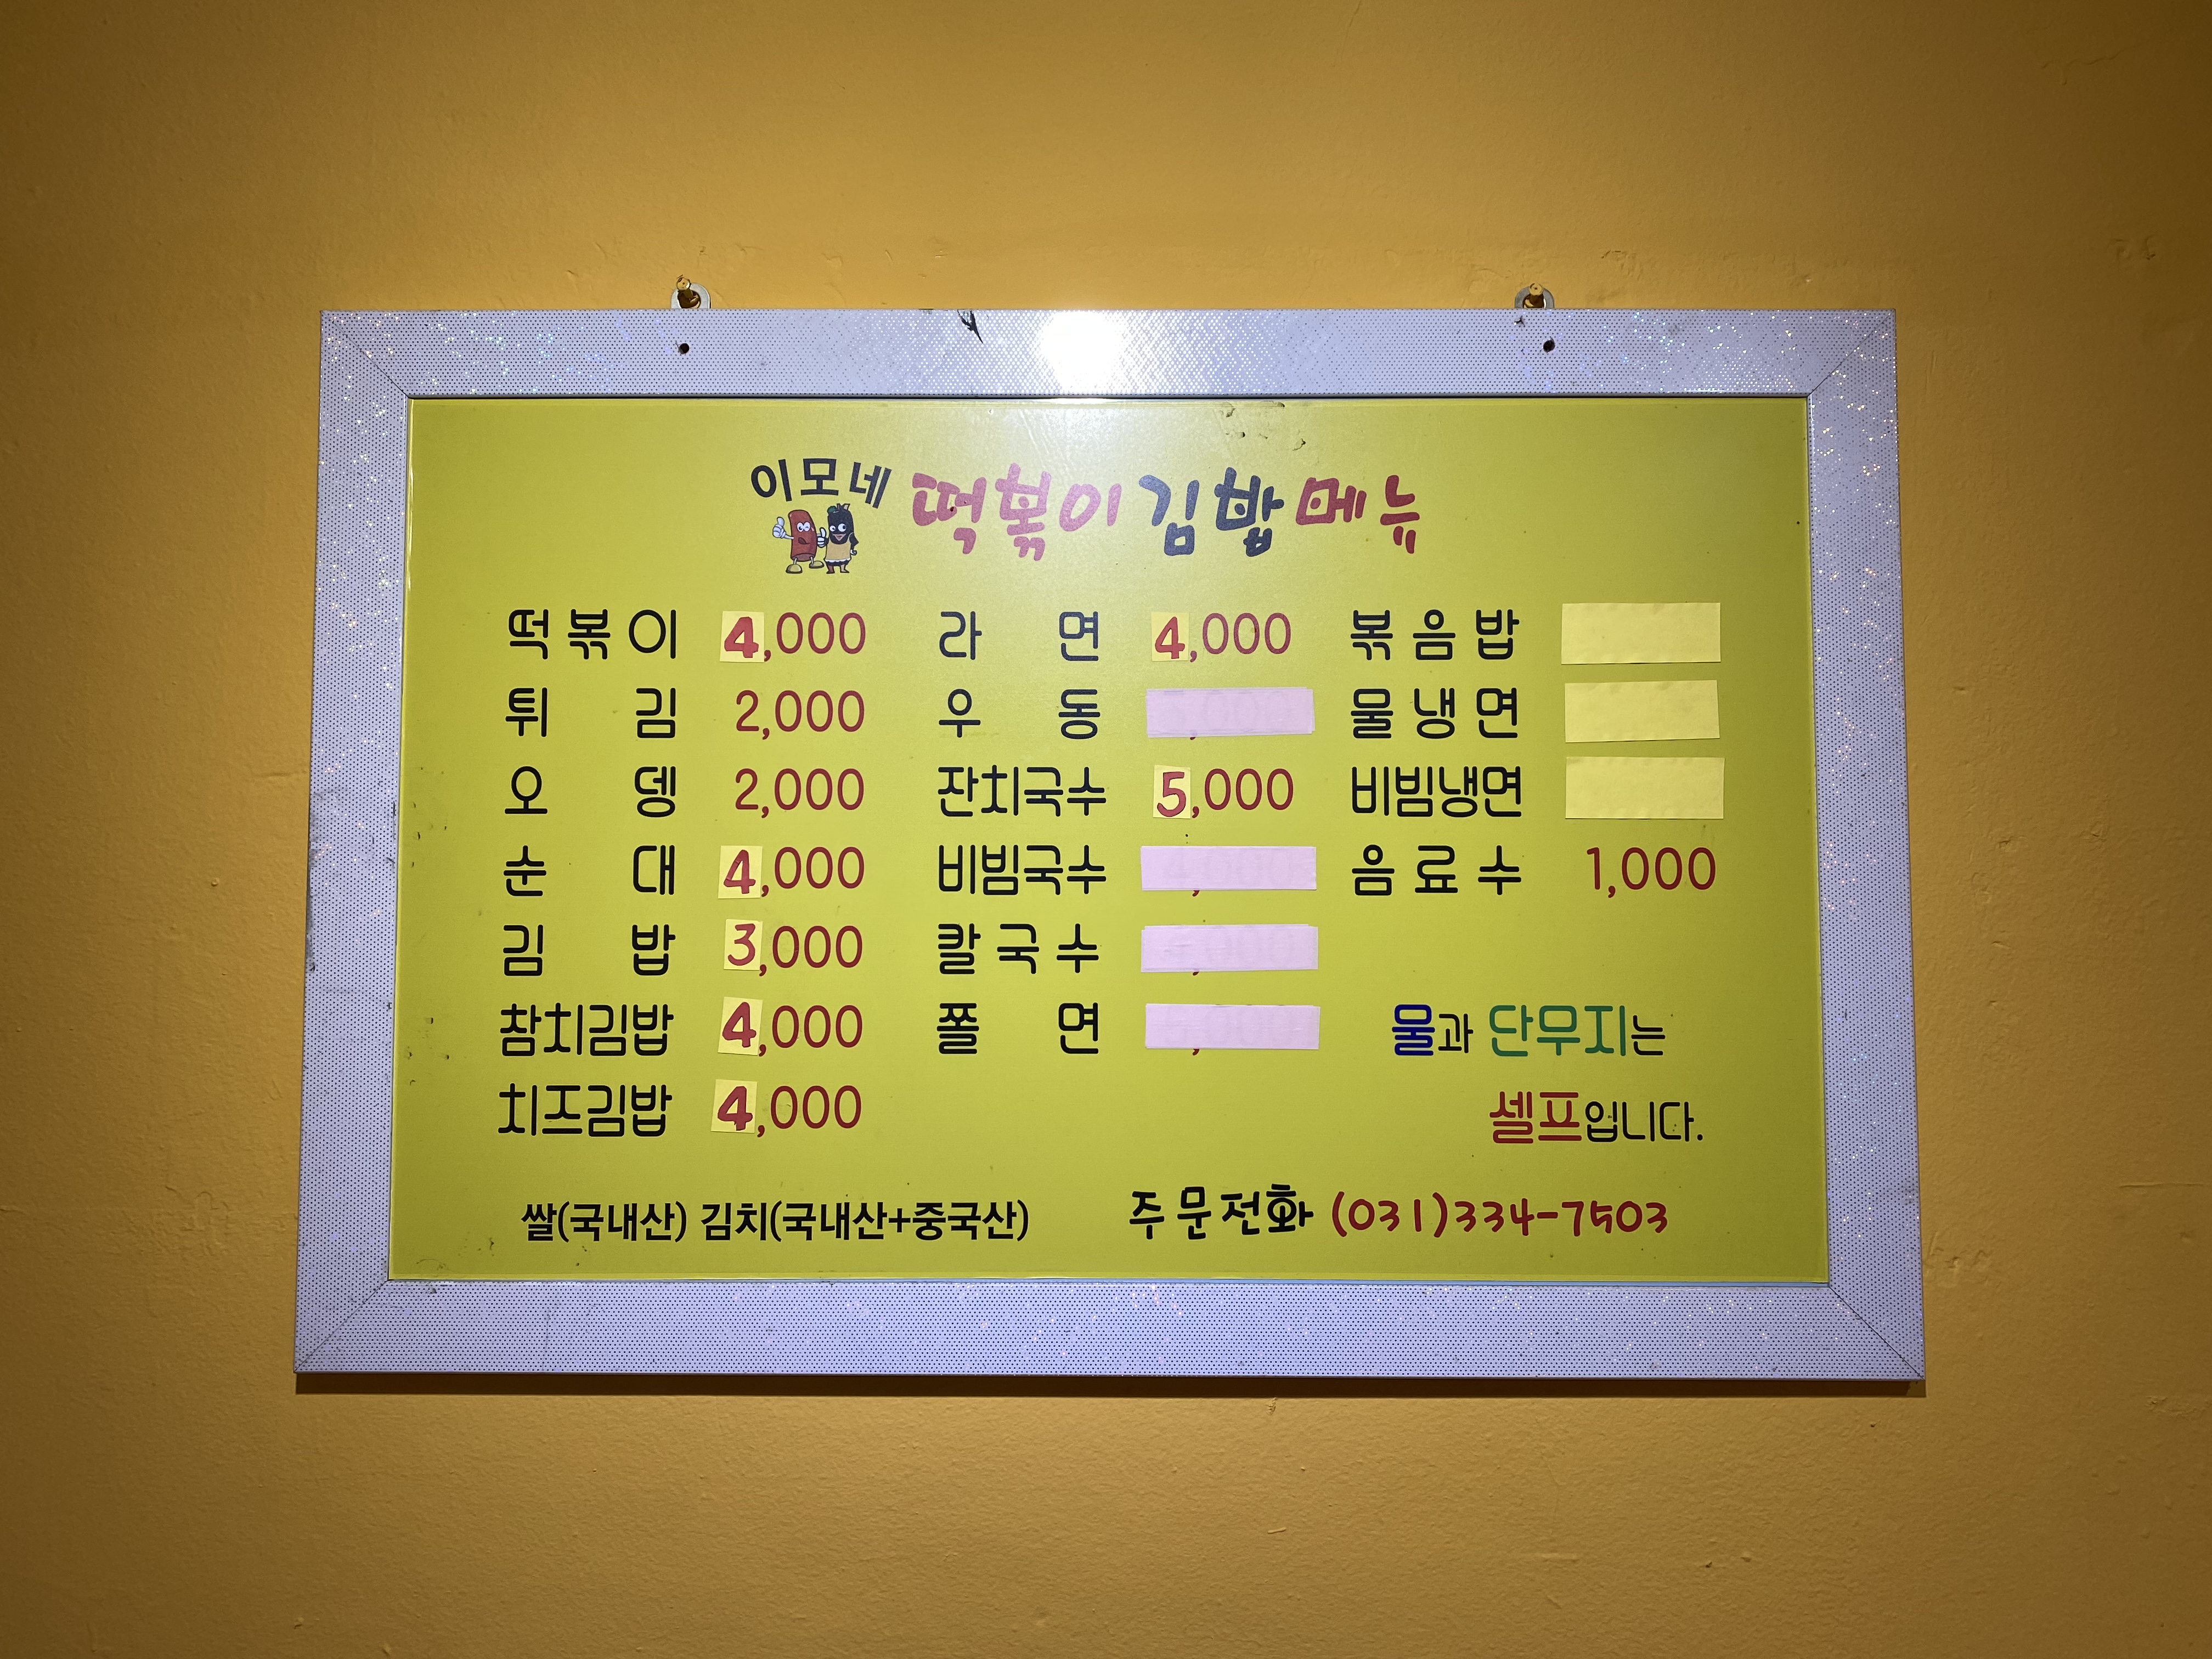 이모네 떡볶이 김밥 메뉴
떡볶이 4,000 라면 4,000 볶음밥
튀김 2,000 우동 물냉면
오뎅 2,000 잔치국수 5,000 비빔냉면
순대 4,000 비빔국수 음료수 1,000
김밥 3,000 칼국수
참치김밥 4,000 쫄면 물과 단무지는
치즈김밥 4,000 셀프입니다.
쌀(국내산) 김치(국내산+중국산) 주문전화 (031)334-7503